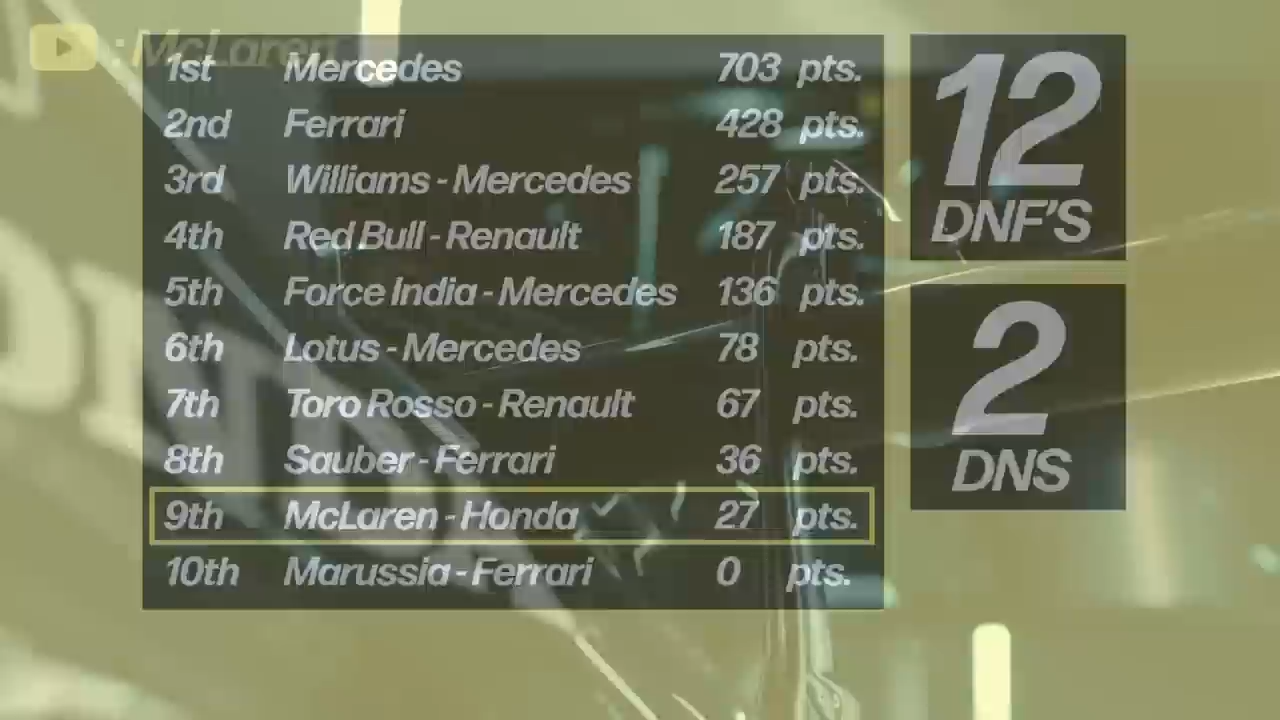 : McLaren
1st Mercedes 703 pts.
2nd Ferrari 428 pts.
3rd Williams - Mercedes 257 pts.
4th Red Bull - Renault 187 pts.
5th Force India - Mercedes 136 pts.
6th Lotus - Mercedes 78 pts.
7th Toro Rosso - Renault 67 pts.
8th Sauber - Ferrari 36 pts.
9th McLaren - Honda 27 pts.
10th Marussia - Ferrari 0 pts.
12
DNF'S
2
DNS